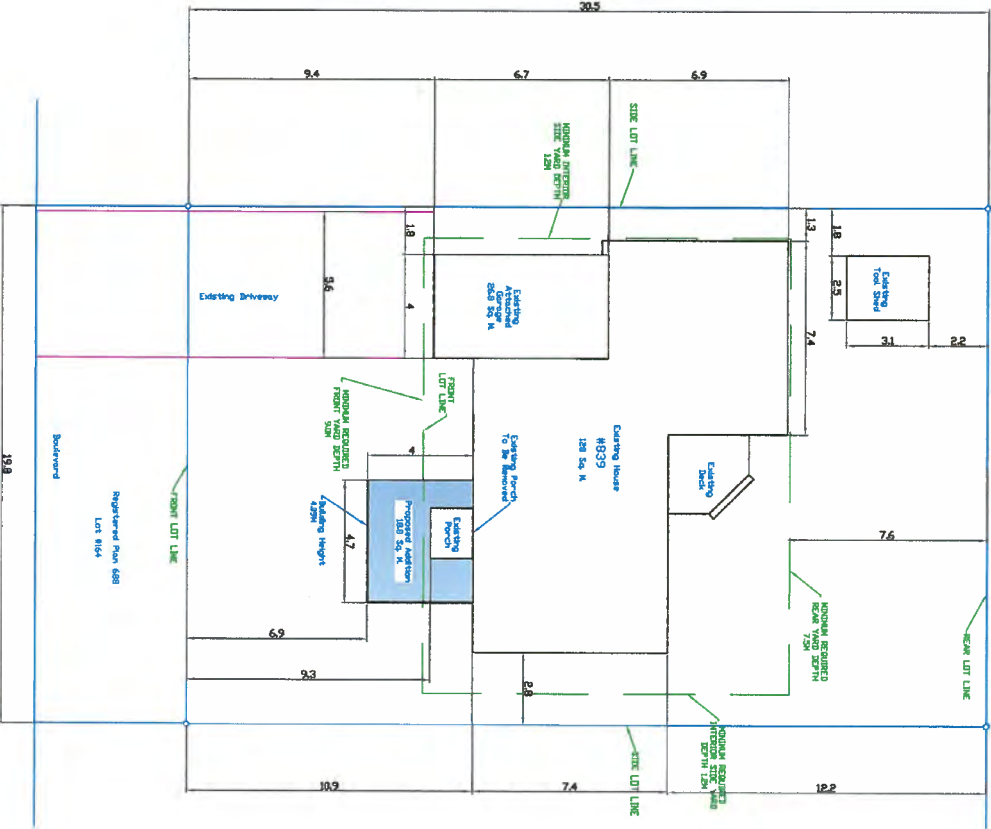 30.5
9.4
6.7
6.9
SIDE LOT LINE
MINIMUM INTERIOR
SIDE YARD DEPTH
1.2M
1.8
1.3
1.8
5.6
4
2.5
7.4
3.1
2.2
Existing Driveway
Existing
Attached
Garage
26.8 Sq. M.
Existing
Tool Shed
FRONT
LOT LINE
MINIMUM REQUIRED
FRONT YARD DEPTH
9.0M
Existing House
#839
128 Sq. M.
Existing
Deck
Existing Porch
To Be Removed
4
Existing
Porch
Proposed Addition
18.8 Sq. M.
Building Height
4.7
7.6
MINIMUM REQUIRED
REAR YARD DEPTH
7.5M
REAR LOT LINE
Boulevard
Registered Plan 688
Lot #164
FRONT LOT LINE
19.8
6.9
9.3
2.8
MINIMUM REQUIRED
INTERIOR SIDE YARD
DEPTH 1.2M
SIDE LOT LINE
10.9
7.4
12.2